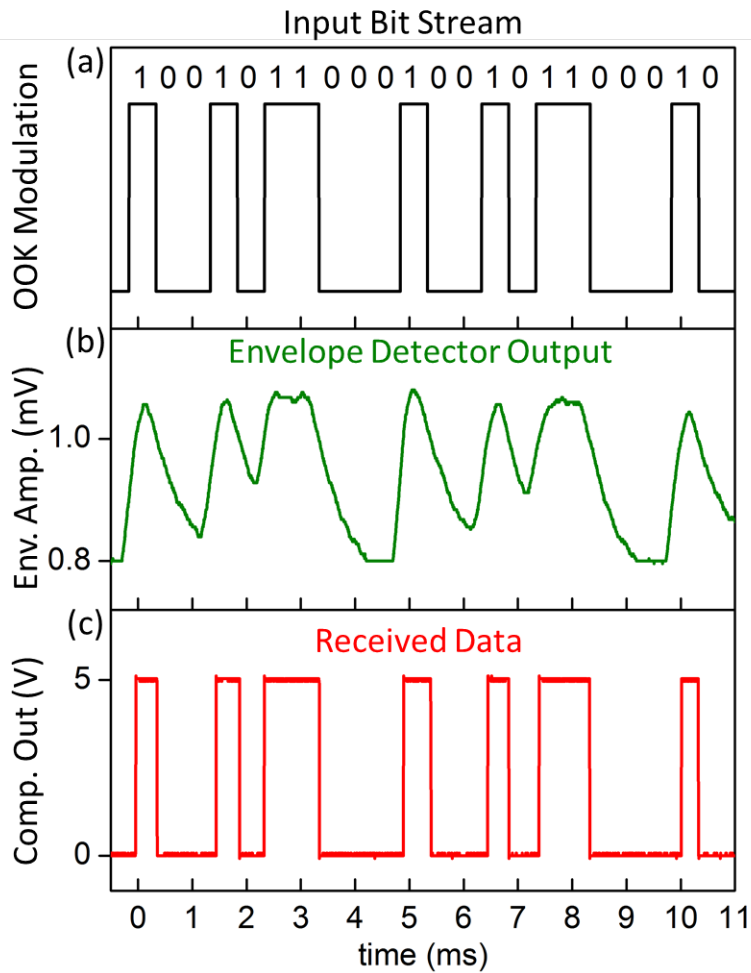 Input Bit Stream
(a)
1 0 0 1 0 1 1 0 0 0 1 0 0 1 0 1 1 0 0 0 1 0
OOK Modulation
(b)
Envelope Detector Output
Env. Amp. (mV)
1.0
0.8
(c)
Received Data
Comp. Out (V)
5
0
0 1 2 3 4 5 6 7 8 9 10 11
time (ms)